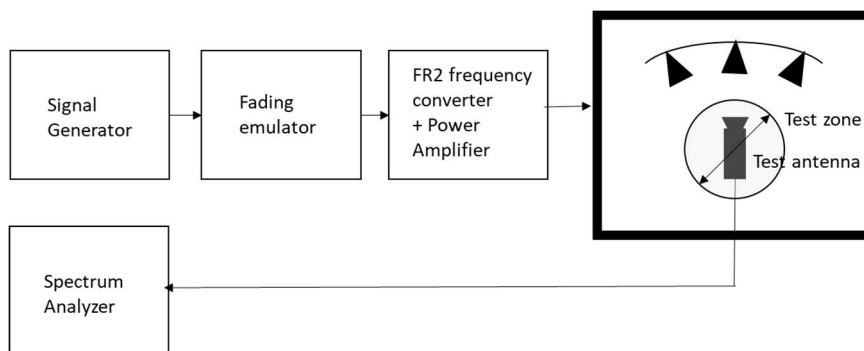 Signal
Generator
Fading
emulator
FR2 frequency
converter
+ Power
Amplifier
Test zone
Test antenna
Spectrum
Analyzer